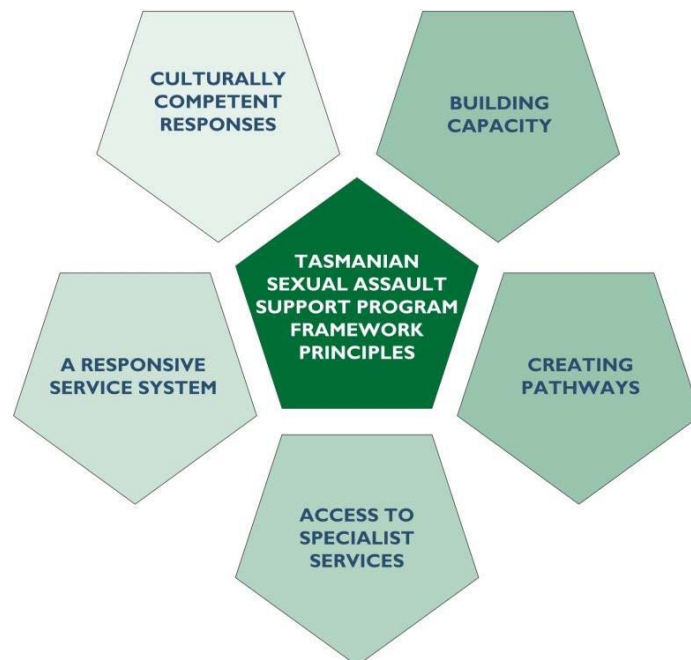 CULTURALLY
COMPETENT
RESPONSES
BUILDING
CAPACITY
TASMANIAN
SEXUAL ASSAULT
SUPPORT PROGRAM
FRAMEWORK
PRINCIPLES
A RESPONSIVE
SERVICE SYSTEM
CREATING
PATHWAYS
ACCESS TO
SPECIALIST
SERVICES